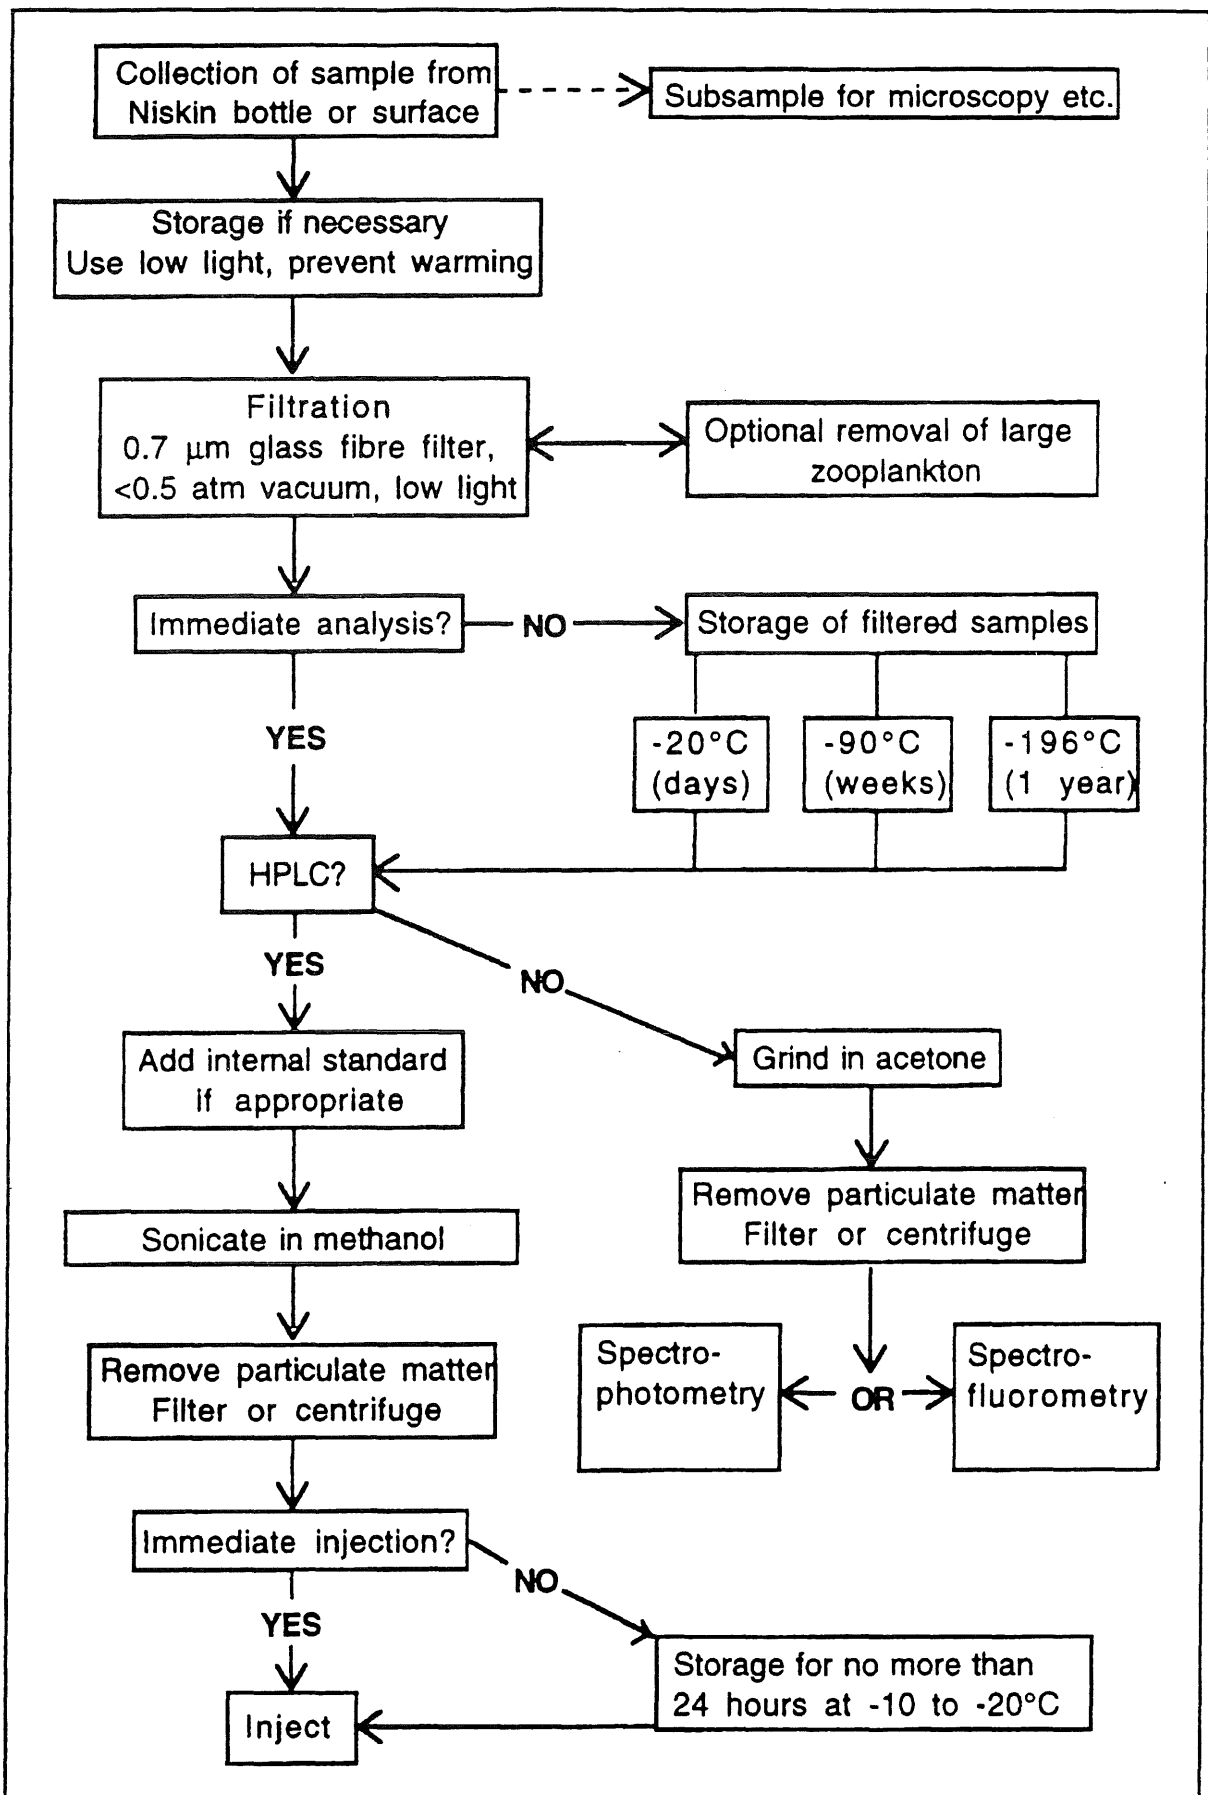 Collection of sample from
Niskin bottle or surface
Subsample for microscopy etc.
Storage if necessary
Use low light, prevent warming
Filtration
0.7 µm glass fibre filter,
<0.5 atm vacuum, low light
Optional removal of large
zooplankton
Immediate analysis?
NO
Storage of filtered samples
YES
-20°C
(days)
-90°C
(weeks)
-196°C
(1 year)
HPLC?
YES
NO
Add internal standard
if appropriate
Grind in acetone
Sonicate in methanol
Remove particulate matter
Filter or centrifuge
Remove particulate matter
Filter or centrifuge
Spectro-
photometry
OR
Spectro-
fluorometry
Immediate injection?
NO
YES
Storage for no more than
24 hours at -10 to -20°C
Inject